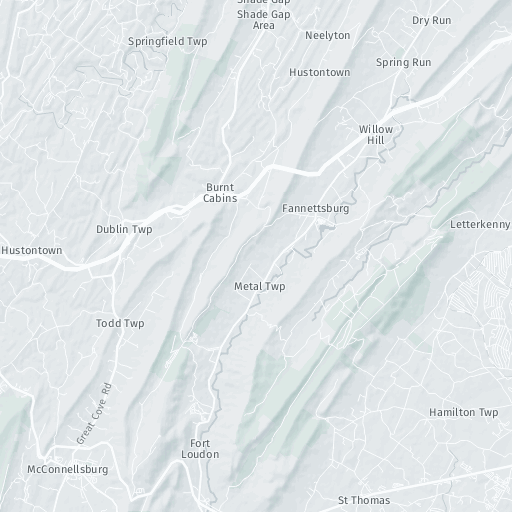 Shade Gap
Shade Gap
Area
Dry Run
Neelyton
Springfield Twp
Spring Run
Hustontown
Willow
Hill
Burnt
Cabins
Fannettsburg
Letterkenny
Dublin Twp
Hustontown
Metal Twp
Todd Twp
Great Cove Rd
Hamilton Twp
Fort
Loudon
McConnellsburg
St Thomas